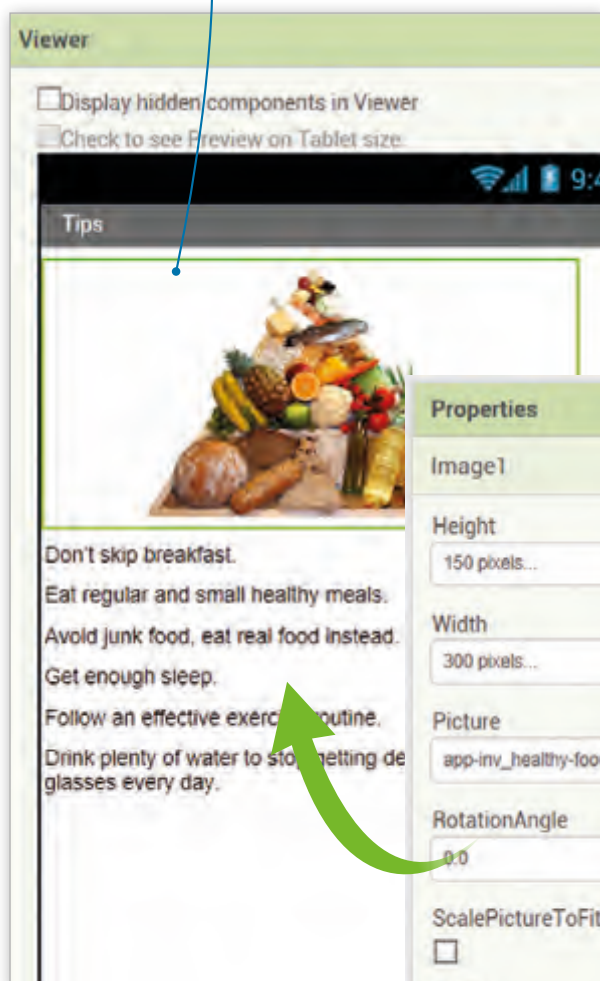 Viewer
Display hidden components in Viewer
Check to see Preview on Tablet size.
9:4
Tips
Don't skip breakfast.
Eat regular and small healthy meals.
Avoid junk food, eat real food instead.
Get enough sleep.
Follow an effective exercise routine.
Drink plenty of water to stop getting de
glasses every day.
Properties
Image1
Height
150 pixels...
Width
300 pixels...
Picture
app-inv_healthy-foo
RotationAngle
0.0
ScalePictureToFit